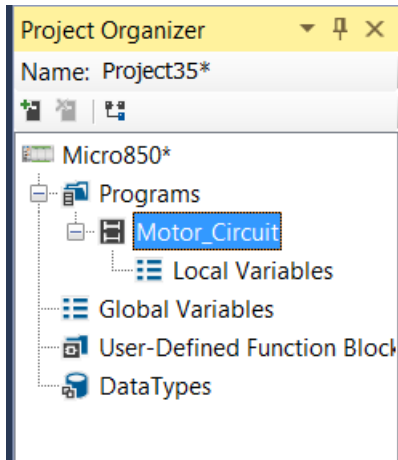 Project Organizer
Name: Project35*
Micro850*
Programs
Motor_Circuit
Local Variables
Global Variables
User-Defined Function Block
DataTypes